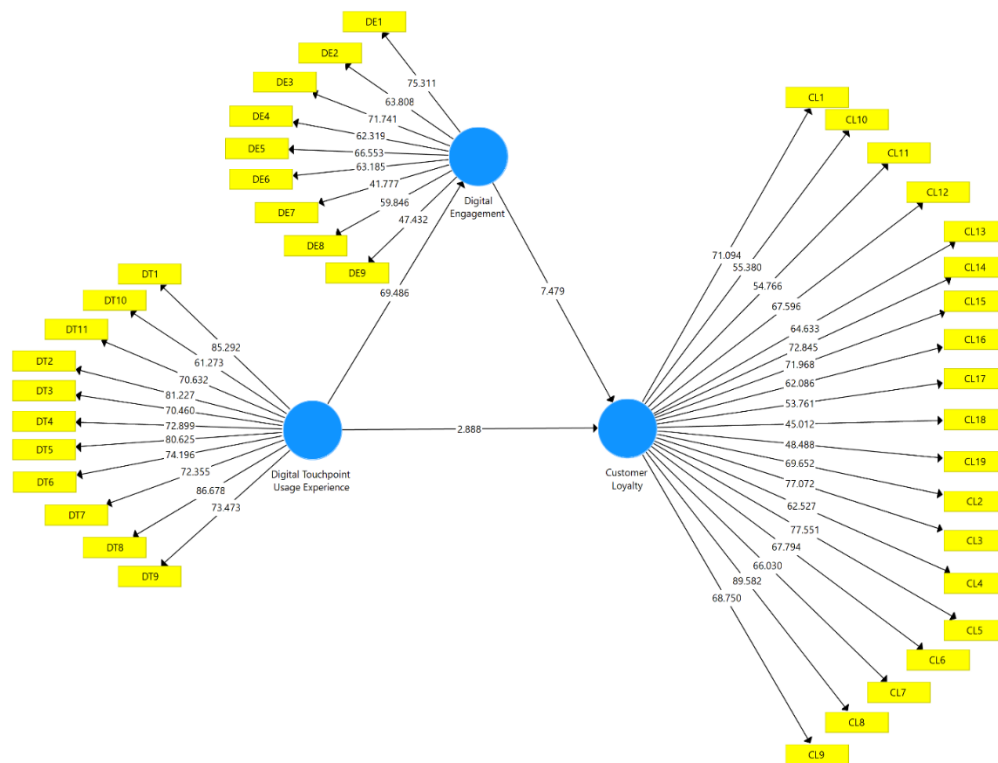 DE1
DE2
DE3
DE4
DE5
DE6
DE7
DE8
DE9
75.311
63.808
71.741
62.319
66.553
63.185
41.777
59.846
47.432
Digital
Engagement
69.486
7.479
DT1
DT10
DT11
DT2
DT3
DT4
DT5
DT6
DT7
DT8
DT9
85.292
61.273
70.632
81.227
70.460
72.899
80.625
74.196
72.355
86.678
73.473
Digital Touchpoint
Usage Experience
2.888
Customer
Loyalty
71.094
55.380
54.766
67.596
64.633
72.845
71.968
62.086
53.761
45.012
48.488
69.652
77.072
62.527
77.551
67.794
66.030
89.582
68.750
CL1
CL10
CL11
CL12
CL13
CL14
CL15
CL16
CL17
CL18
CL19
CL2
CL3
CL4
CL5
CL6
CL7
CL8
CL9